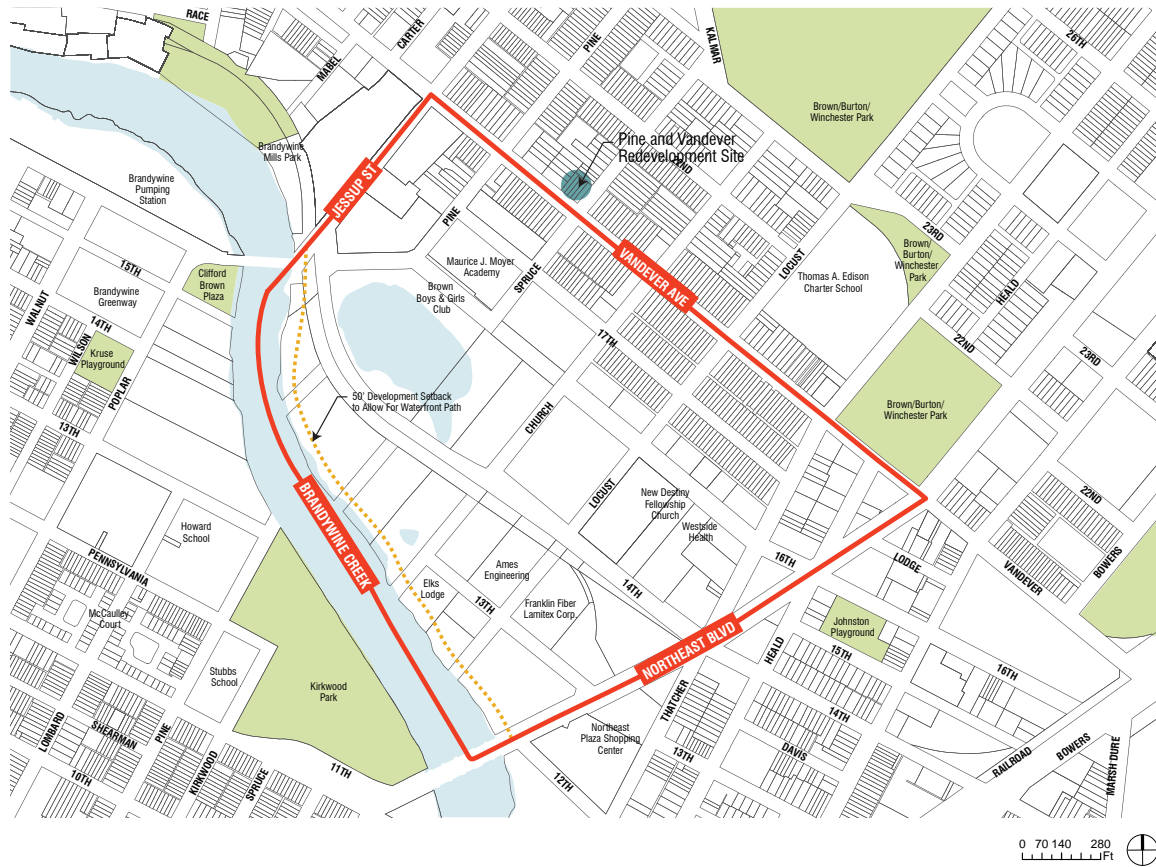 RACE
CARTER
PINE
KALMAR
26TH
MABEL
Brown/Burton/
Winchester Park
Pine and Vandever
Redevelopment Site
22ND
Brandywine
Mills Park
Brandywine
Pumping
Station
JESSUP ST
PINE
23RD
Maurice J. Moyer
Academy
SPRUCE
VANDEVER AVE
LOCUST
Brown/
Burton/
Winchester
Park
Thomas A. Edison
Charter School
HEALD
15TH
Clifford
Brown
Plaza
Brandywine
Greenway
Brown
Boys & Girls
Club
WALNUT
14TH
WILSON
Kruse
Playground
POPLAR
17TH
22ND
23RD
50' Development Setback
to Allow For Waterfront Path
Brown/Burton/
Winchester Park
CHURCH
13TH
BRANDYWINE CREEK
LOCUST
New Destiny
Fellowship
Church
Westside
Health
22ND
Howard
School
PENNSYLVANIA
16TH
LODGE
VANDEVER
BOWERS
Ames
Engineering
Elks
Lodge
13TH
14TH
Franklin Fiber
Lamitex Corp.
McCaulley
Court
Johnston
Playground
NORTHEAST BLVD
HEALD
15TH
16TH
Stubbs
School
Kirkwood
Park
THATCHER
14TH
LOMBARD
SHEARMAN
PINE
KIRKWOOD
SPRUCE
11TH
Northeast
Plaza Shopping
Center
13TH
DAVIS
12TH
RAILROAD
BOWERS
MARSH DURE
10TH
0 70 140 280
Ft